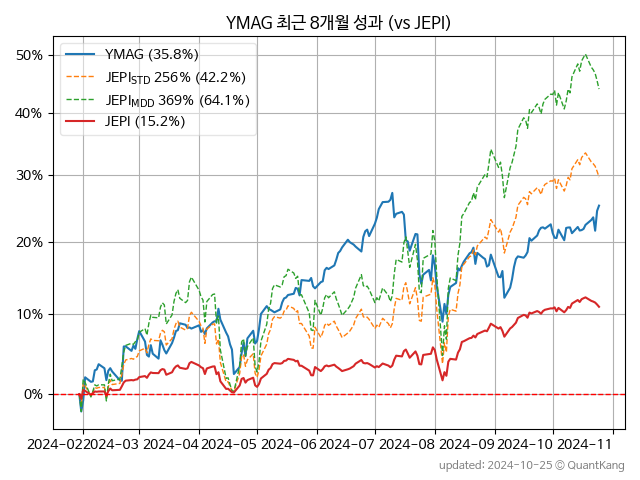 YMAG 최근 8개월 성과 (vs JEPI)
YMAG (35.8%)
JEPI_STD 256% (42.2%)
JEPI_MDD 369% (64.1%)
JEPI (15.2%)
50%
40%
30%
20%
10%
0%
2024-02 2024-03 2024-04 2024-05 2024-06 2024-07 2024-08 2024-09 2024-10 2024-11
updated: 2024-10-25 © QuantKang